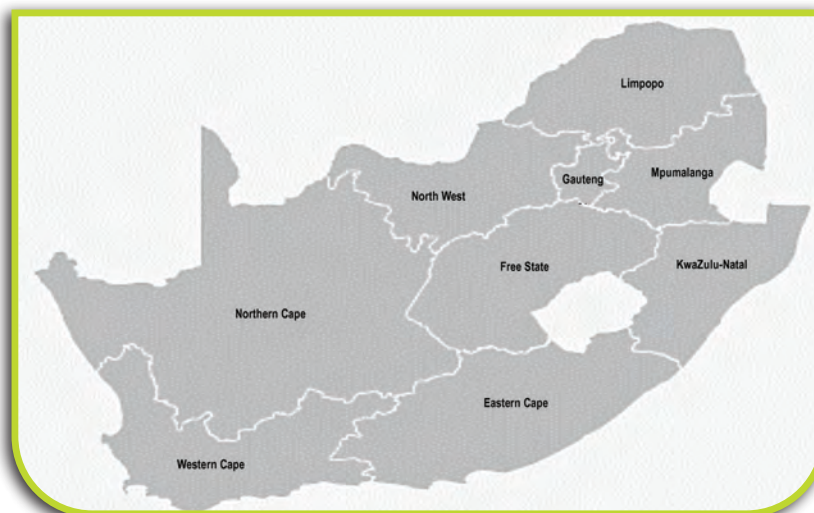 Limpopo
Mpumalanga
Gauteng
North West
Free State
KwaZulu-Natal
Northern Cape
Eastern Cape
Western Cape